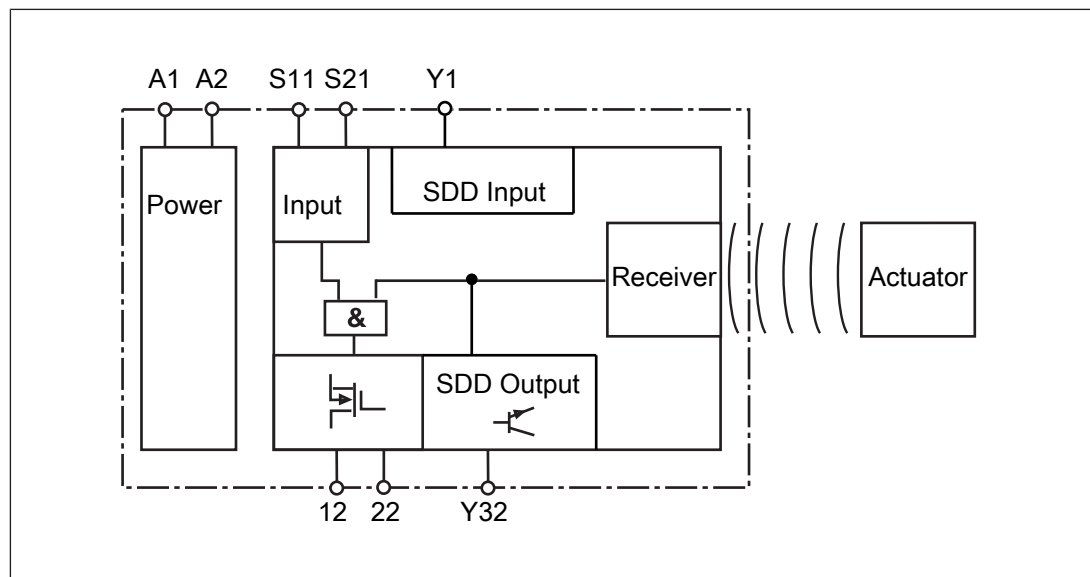 A1 A2 S11 S21 Y1
Power Input SDD Input
Receiver Actuator
&
SDD Output
12 22 Y32